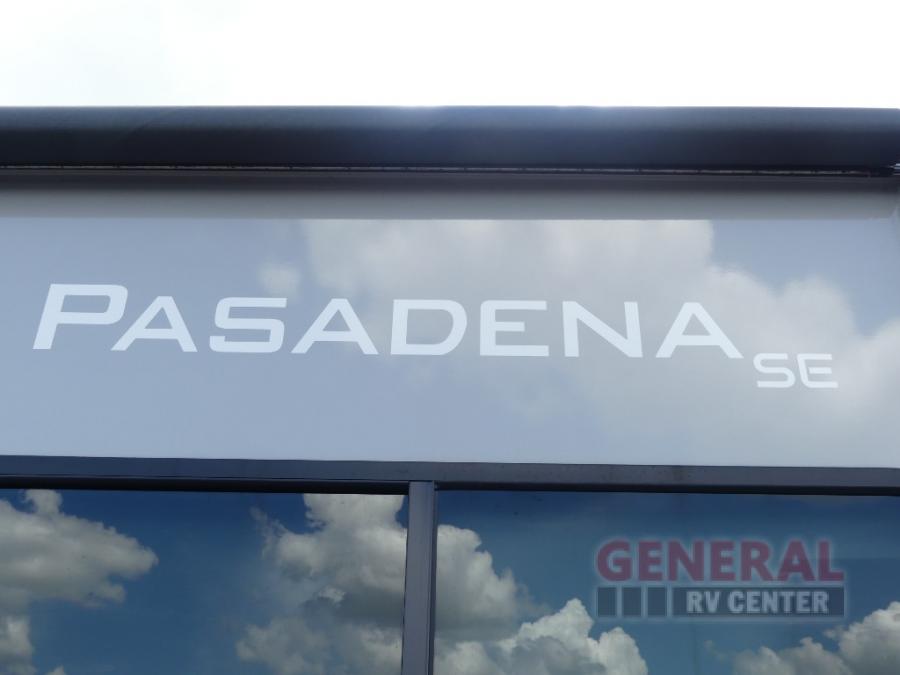 PASADENA SE
GENERAL
RV CENTER